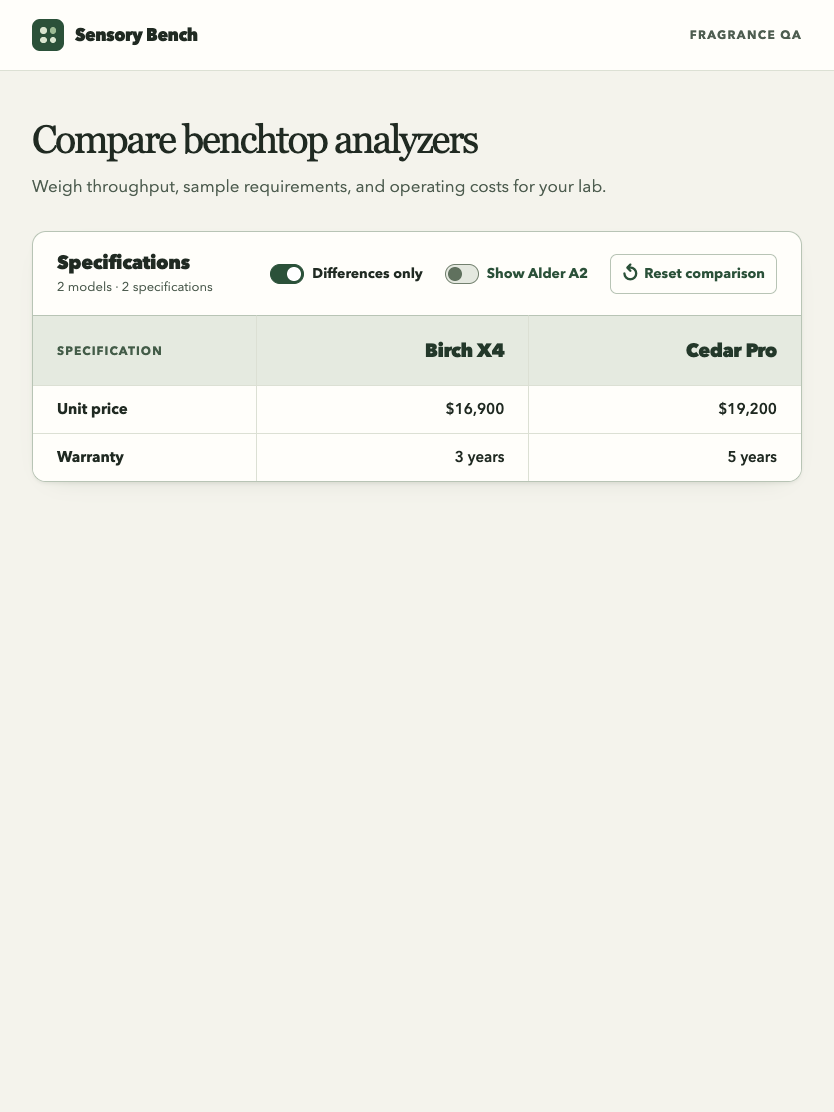 Sensory Bench
FRAGRANCE QA
Compare benchtop analyzers
Weigh throughput, sample requirements, and operating costs for your lab.
Specifications
2 models · 2 specifications
Differences only
Show Alder A2
Reset comparison
SPECIFICATION Birch X4 Cedar Pro
Unit price $16,900 $19,200
Warranty 3 years 5 years